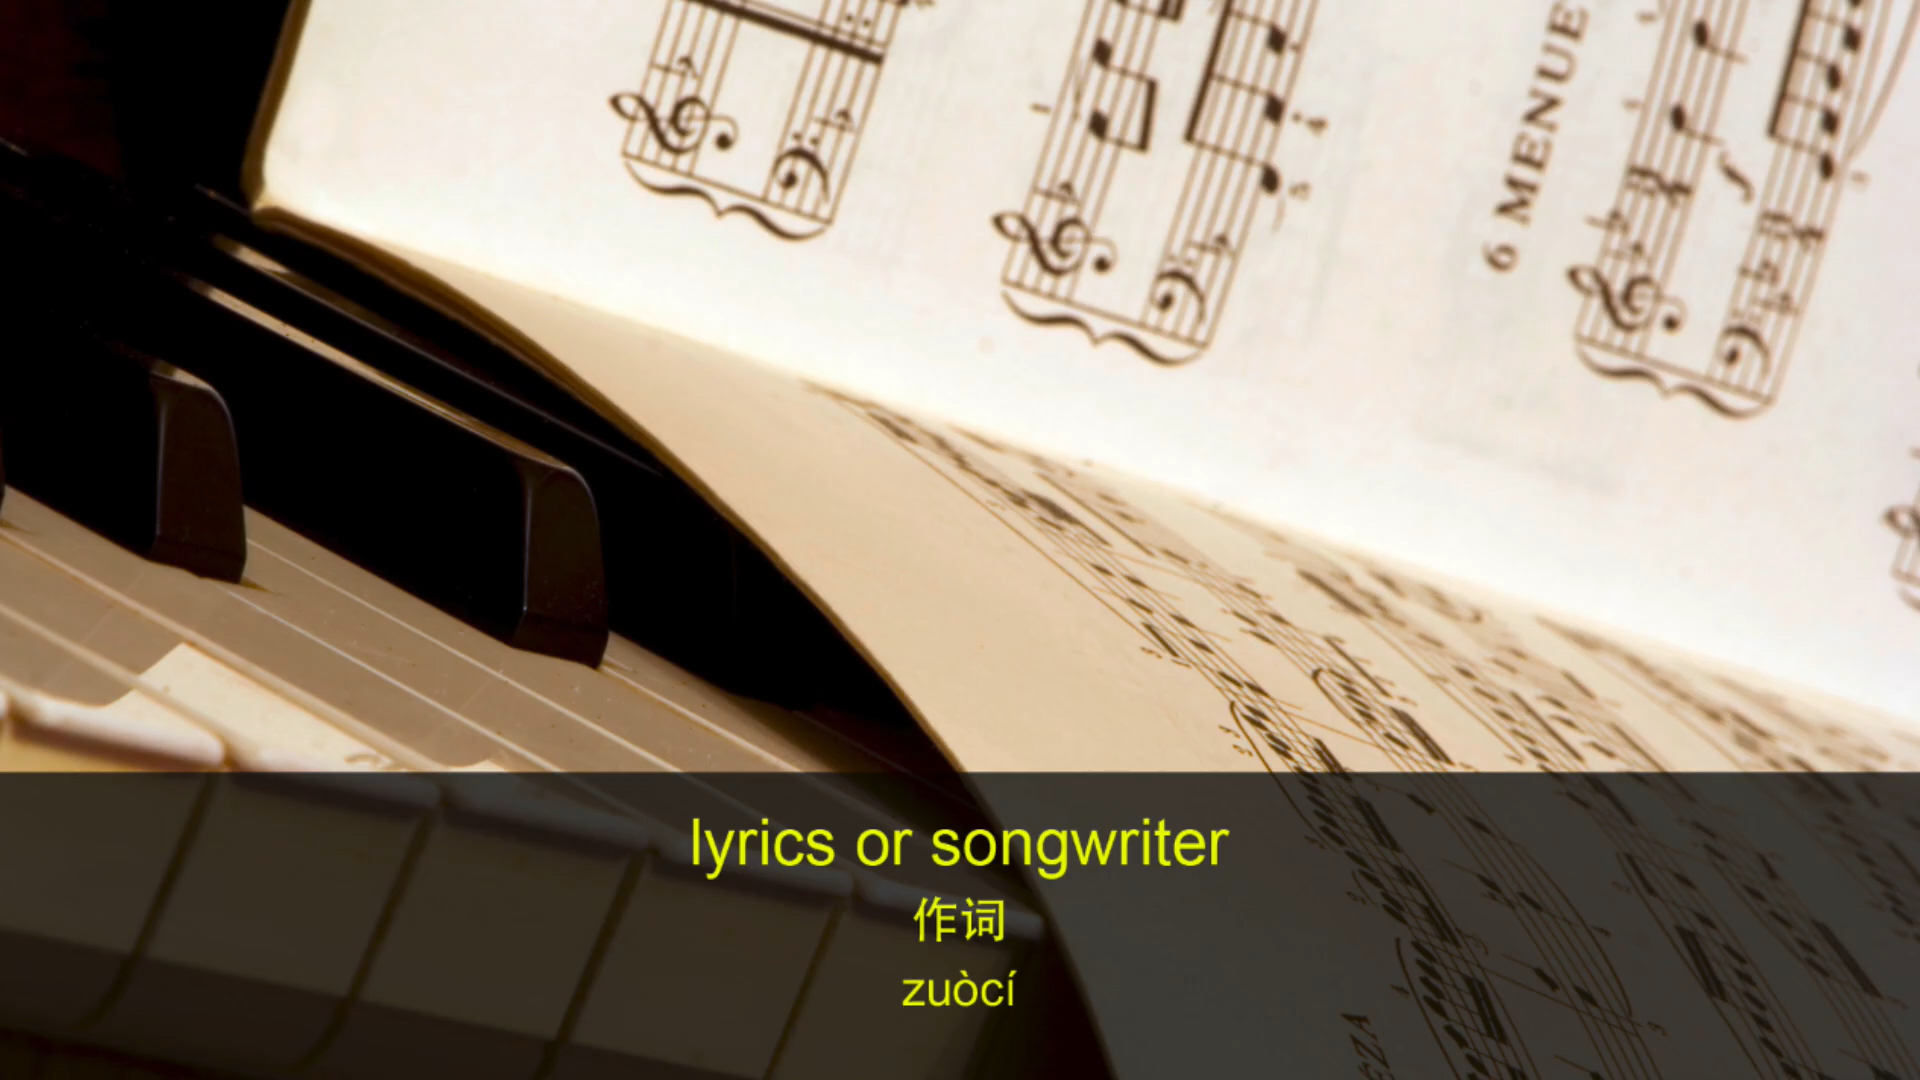 6 MENUE
lyrics or songwriter
作词
zuòcí